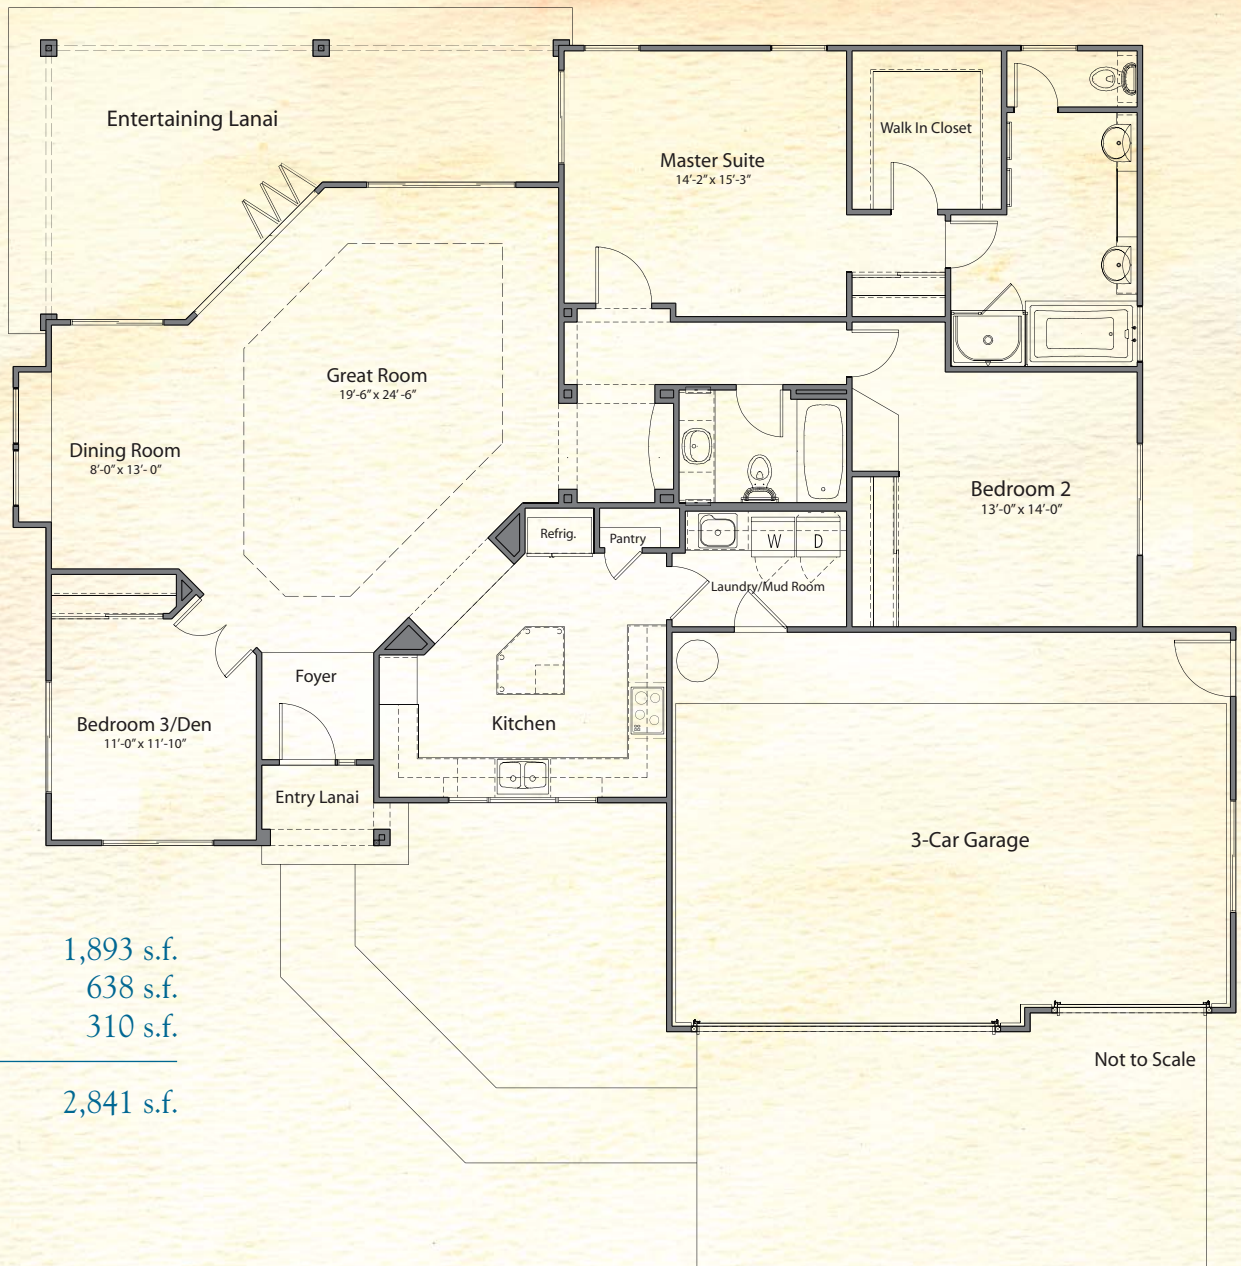 Entertaining Lanai
Master Suite
14'-2" x 15'-3"
Walk In Closet
Great Room
19'-6" x 24'-6"
Dining Room
8'-0" x 13'- 0"
Bedroom 2
13'-0" x 14'-0"
Refrig.
Pantry
W
D
Laundry/Mud Room
Foyer
Kitchen
Bedroom 3/Den
11'-0" x 11'-10"
Entry Lanai
3-Car Garage
1,893 s.f.
638 s.f.
310 s.f.
2,841 s.f.
Not to Scale